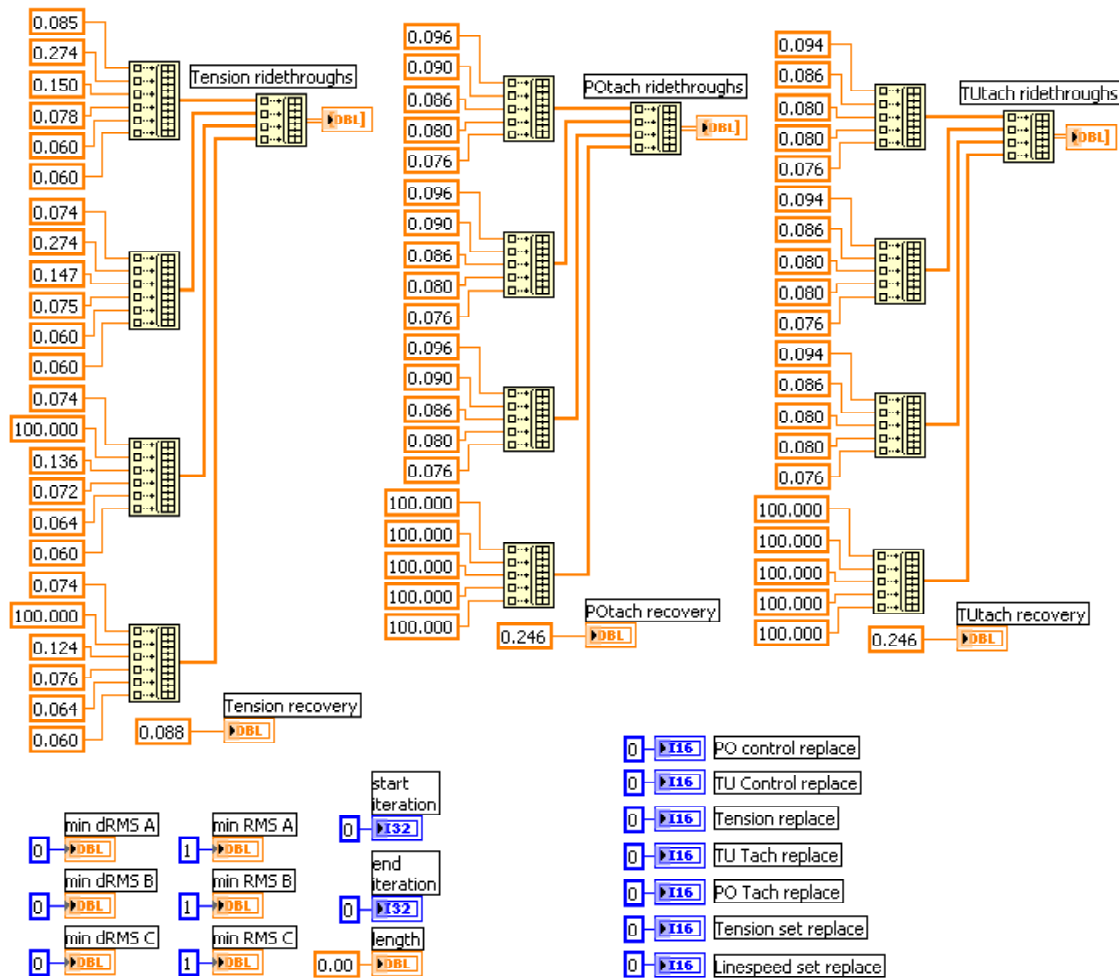 0.085
0.274
0.150
0.078
0.060
0.060
Tension ridethroughs
DBL]
0.074
0.274
0.147
0.075
0.060
0.060
0.074
100.000
0.136
0.072
0.064
0.060
0.074
100.000
0.124
0.076
0.064
0.060
Tension recovery
0.088
DBL
0.096
0.090
0.086
0.080
0.076
POtach ridethroughs
DBL]
0.096
0.090
0.086
0.080
0.076
0.096
0.090
0.086
0.080
0.076
100.000
100.000
100.000
100.000
100.000
POtach recovery
0.246
DBL
0.094
0.086
0.080
0.080
0.076
TUtach ridethroughs
DBL]
0.094
0.086
0.080
0.080
0.076
0.094
0.086
0.080
0.080
0.076
100.000
100.000
100.000
100.000
100.000
TUtach recovery
0.246
DBL
min dRMS A
0
DBL
min dRMS B
0
DBL
min dRMS C
0
DBL
min RMS A
1
DBL
min RMS B
1
DBL
min RMS C
1
DBL
start
iteration
0
I32
end
iteration
0
I32
length
0.00
DBL
0 I16 PO control replace
0 I16 TU Control replace
0 I16 Tension replace
0 I16 TU Tach replace
0 I16 PO Tach replace
0 I16 Tension set replace
0 I16 Linespeed set replace